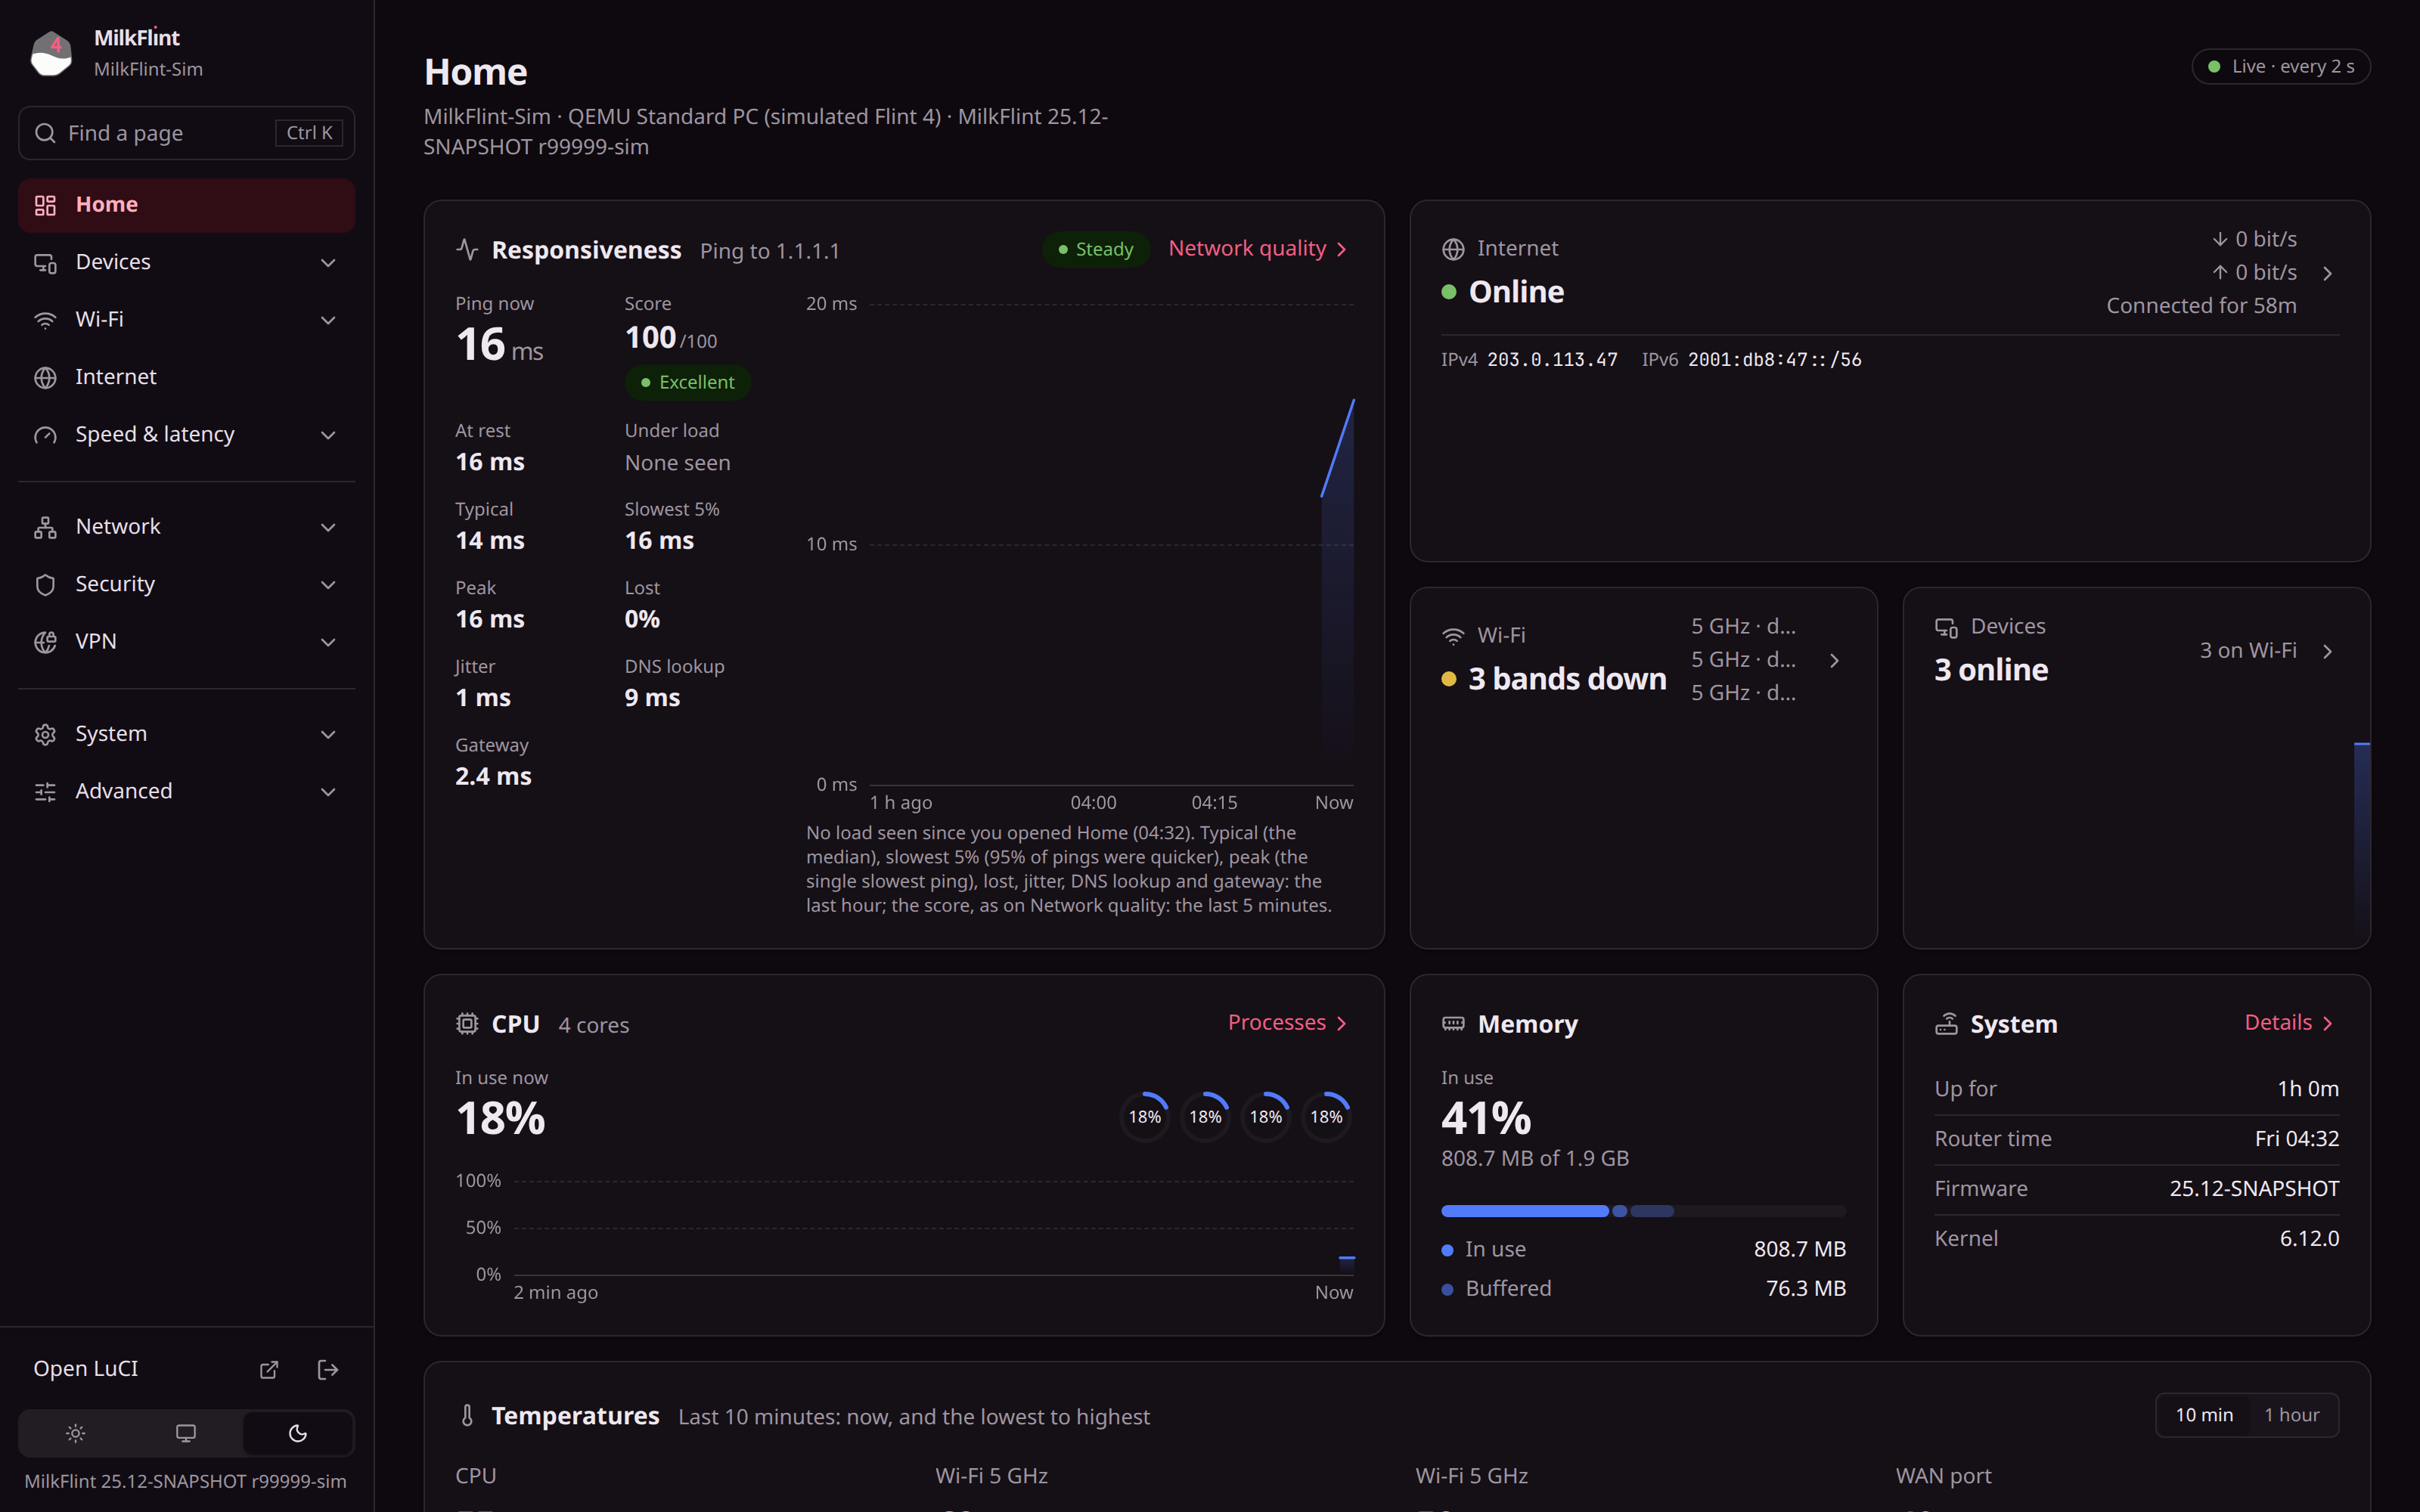 4
MilkFlint
MilkFlint-Sim
Find a page
Ctrl K
Home
Devices
Wi-Fi
Internet
Speed & latency
Network
Security
VPN
System
Advanced
Open LuCI
MilkFlint 25.12-SNAPSHOT r99999-sim
Home
MilkFlint-Sim · QEMU Standard PC (simulated Flint 4) · MilkFlint 25.12-
SNAPSHOT r99999-sim
Live · every 2 s
Responsiveness Ping to 1.1.1.1
Steady
Network quality
Ping now
16 ms
Score
100 /100
Excellent
At rest
16 ms
Under load
None seen
Typical
14 ms
Slowest 5%
16 ms
Peak
16 ms
Lost
0%
Jitter
1 ms
DNS lookup
9 ms
Gateway
2.4 ms
20 ms
10 ms
0 ms
1 h ago
04:00
04:15
Now
No load seen since you opened Home (04:32). Typical (the
median), slowest 5% (95% of pings were quicker), peak (the
single slowest ping), lost, jitter, DNS lookup and gateway: the
last hour; the score, as on Network quality: the last 5 minutes.
Internet
Online
↓ 0 bit/s
↑ 0 bit/s
Connected for 58m
IPv4 203.0.113.47 IPv6 2001:db8:47::/56
Wi-Fi
3 bands down
5 GHz · d…
5 GHz · d…
5 GHz · d…
Devices
3 online
3 on Wi-Fi
CPU 4 cores
Processes
In use now
18%
18% 18% 18% 18%
100%
50%
0%
2 min ago
Now
Memory
In use
41%
808.7 MB of 1.9 GB
In use 808.7 MB
Buffered 76.3 MB
System
Details
Up for 1h 0m
Router time Fri 04:32
Firmware 25.12-SNAPSHOT
Kernel 6.12.0
Temperatures Last 10 minutes: now, and the lowest to highest
10 min
1 hour
CPU
Wi-Fi 5 GHz
Wi-Fi 5 GHz
WAN port